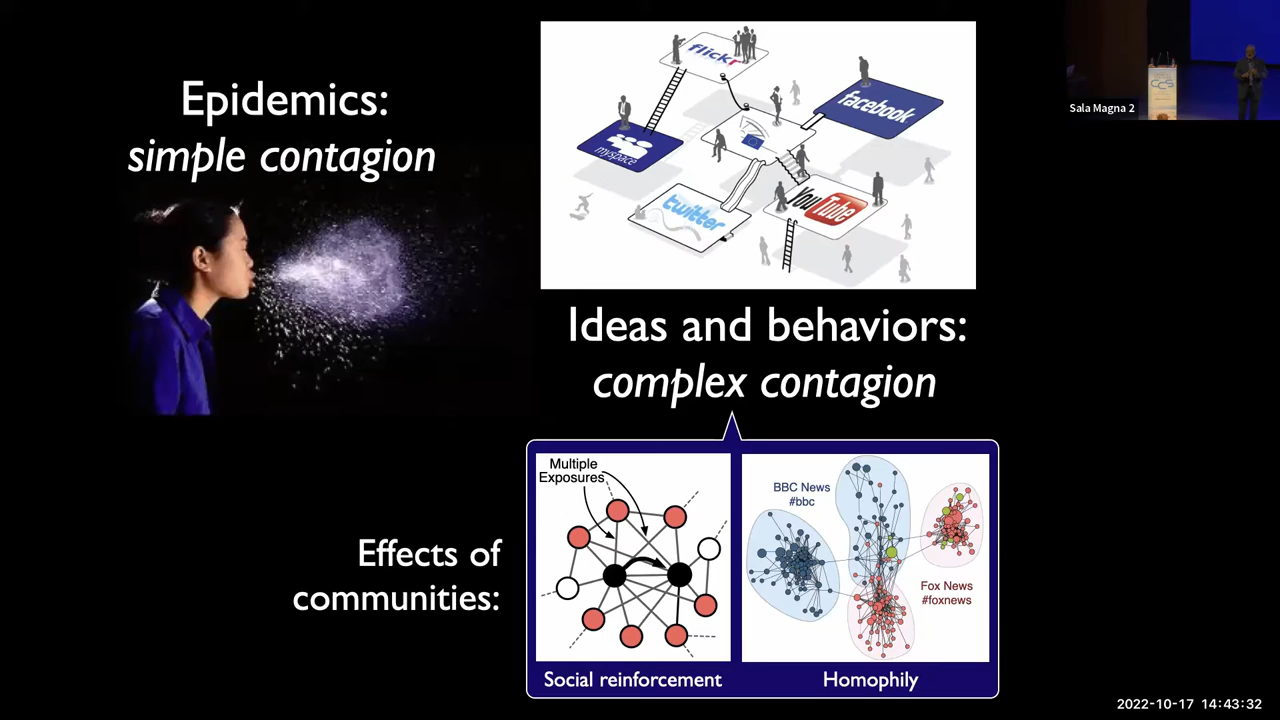 Epidemics:
simple contagion
flickr
facebook
myspace
twitter
YouTube
Ideas and behaviors:
complex contagion
Effects of
communities:
Multiple
Exposures
Social reinforcement
BBC News
#bbc
Fox News
#foxnews
Homophily
CCS
Sala Magna 2
2022-10-17 14:43:32